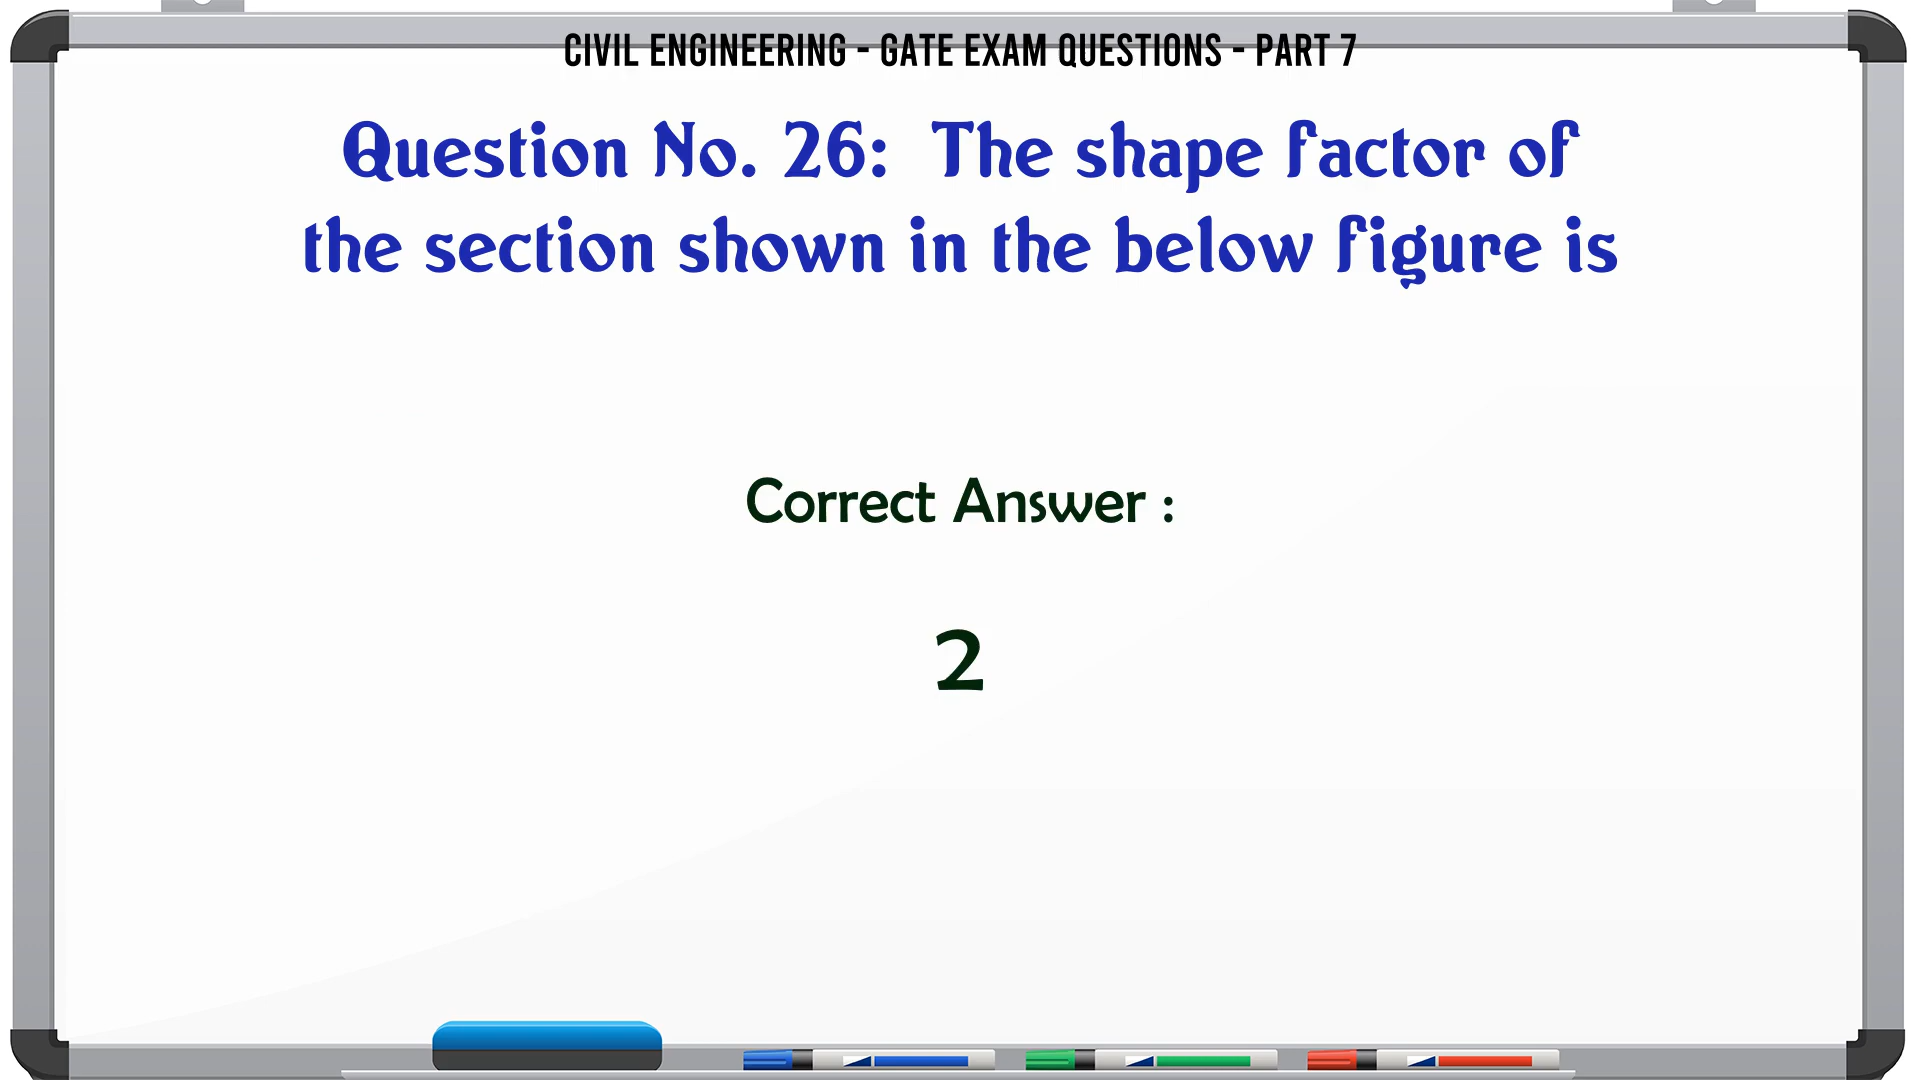 CIVIL ENGINEERING - GATE EXAM QUESTIONS - PART 7
Question No. 26: The shape factor of
the section shown in the below figure is
Correct Answer :
2